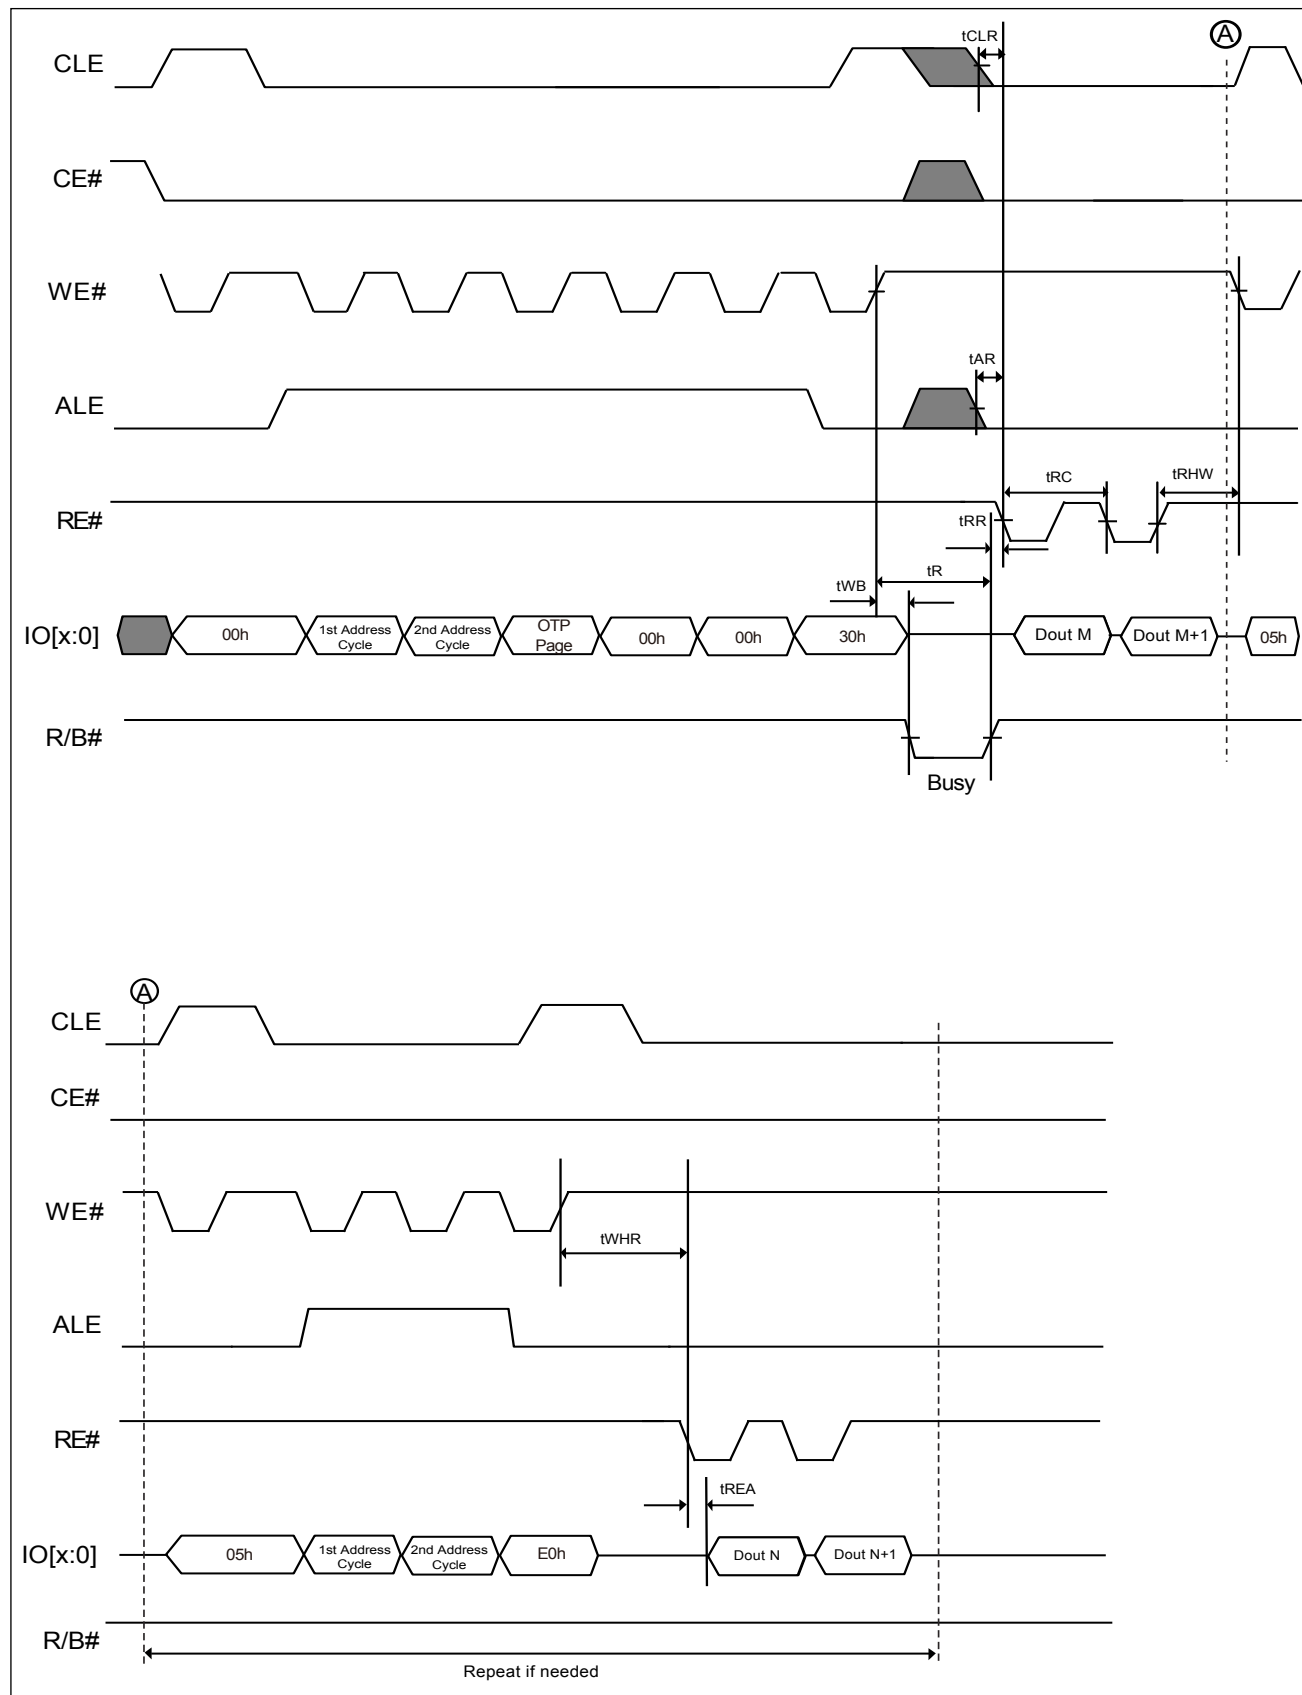 tCLR
A
CLE
CE#
WE#
tAR
ALE
tRC
tRHW
RE#
tRR
tR
tWB
IO[x:0]
00h
1st Address
Cycle
2nd Address
Cycle
OTP
Page
00h
00h
30h
Dout M
Dout M+1
05h
R/B#
Busy
A
CLE
CE#
WE#
tWHR
ALE
RE#
tREA
IO[x:0]
05h
1st Address
Cycle
2nd Address
Cycle
E0h
Dout N
Dout N+1
R/B#
Repeat if needed